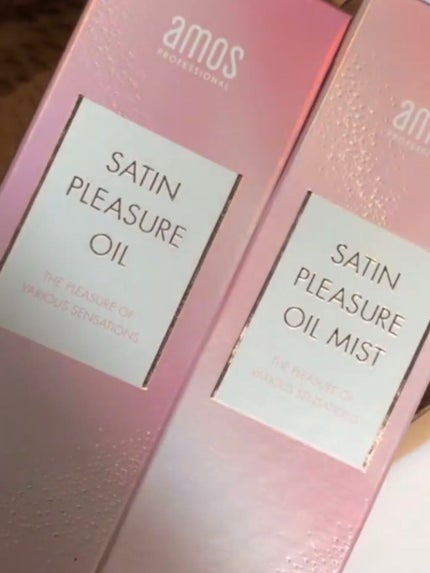 amos
PROFESSIONAL
SATIN
PLEASURE
OIL
THE PLEASURE OF
VARIOUS SENSATIONS
am
SATIN
PLEASURE
OIL MIST
THE PLEASURE OF
VARIOUS SENSATIONS